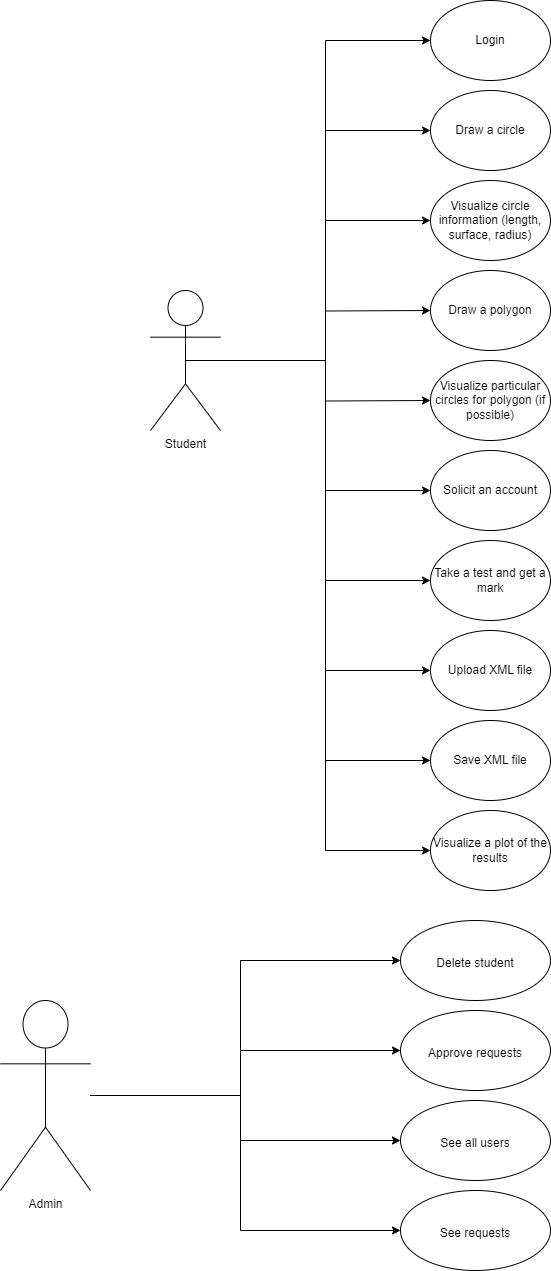 Login
Draw a circle
Visualize circle
information (length,
surface, radius)
Draw a polygon
Visualize particular
circles for polygon (if
possible)
Student
Solicit an account
Take a test and get a
mark
Upload XML file
Save XML file
Visualize a plot of the
results
Delete student
Approve requests
See all users
Admin
See requests